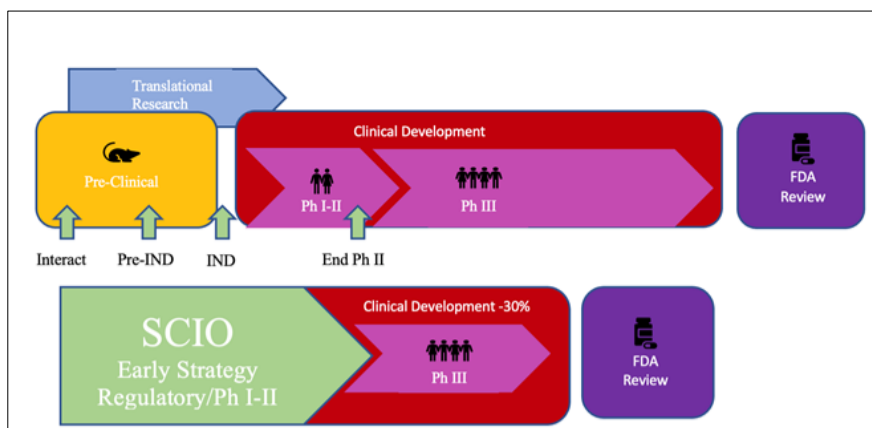 Translational
Research
Clinical Development
Pre-Clinical
Ph I-II
Ph III
FDA
Review
Interact
Pre-IND
IND
End Ph II
SCIO
Early Strategy
Regulatory/Ph I-II
Clinical Development -30%
Ph III
FDA
Review